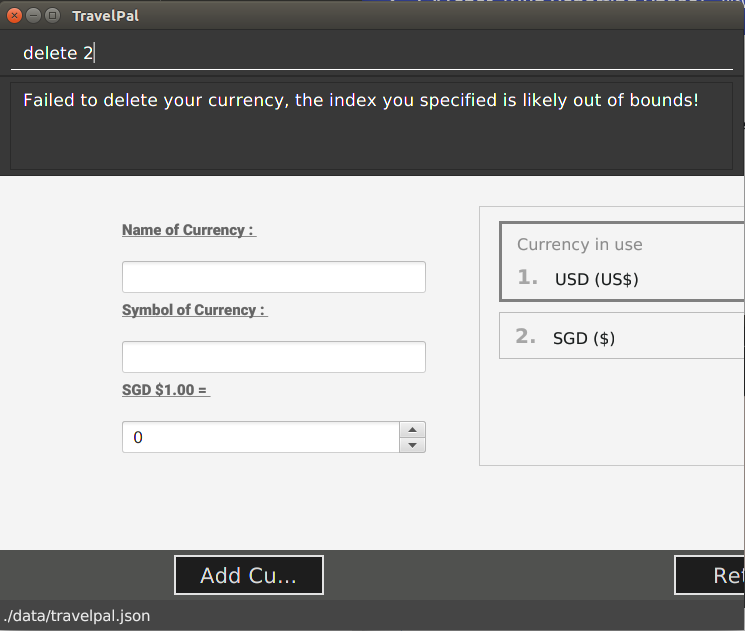 TravelPal
delete 2
Failed to delete your currency, the index you specified is likely out of bounds!
Name of Currency :
Symbol of Currency :
SGD $1.00 =
0
Currency in use
1. USD (US$)
2. SGD ($)
Add Cu...
Ret
./data/travelpal.json